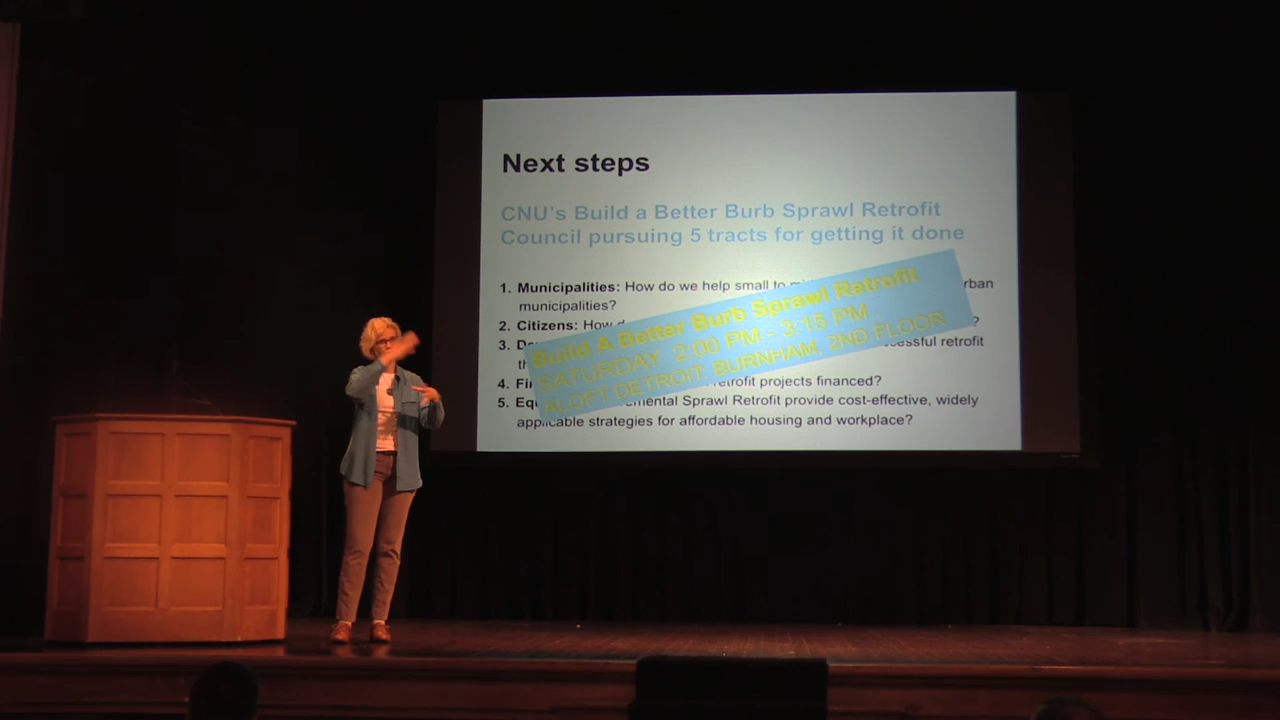 Next steps
CNU's Build a Better Burb Sprawl Retrofit
Council pursuing 5 tracts for getting it done
1. Municipalities: How do we help small to
municipalities?
2. Citizens: How
3.
retrofit
4.
retrofit projects financed?
5.
Sprawl Retrofit provide cost-effective, widely
applicable strategies for affordable housing and workplace?
Build A Better Burb Sprawl Retrofit
SATURDAY 2:00 PM - 3:15 PM
ALOFT DETROIT: BURNHAM, 2ND FLOOR